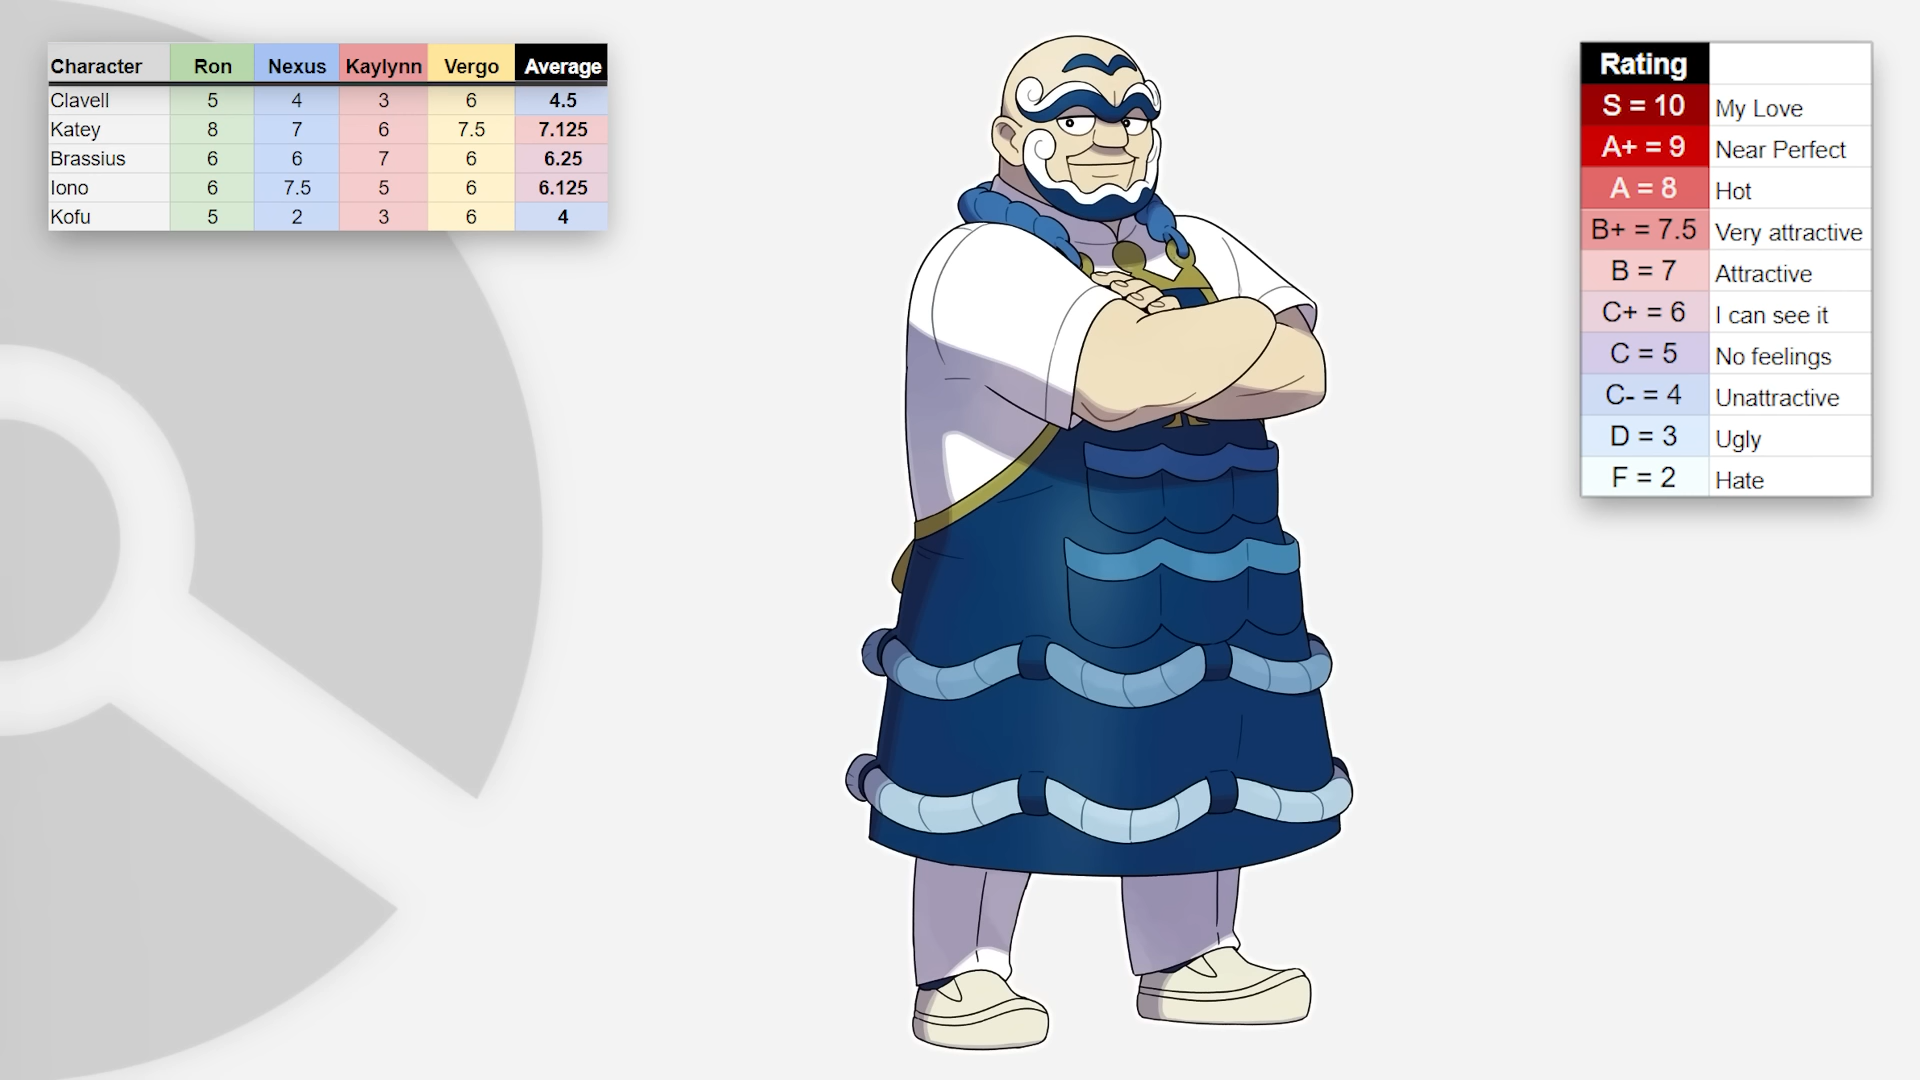 Character Ron Nexus Kaylynn Vergo Average
Clavell 5 4 3 6 4.5
Katey 8 7 6 7.5 7.125
Brassius 6 6 7 6 6.25
Iono 6 7.5 5 6 6.125
Kofu 5 2 3 6 4
Rating
S = 10 My Love
A+ = 9 Near Perfect
A = 8 Hot
B+ = 7.5 Very attractive
B = 7 Attractive
C+ = 6 I can see it
C = 5 No feelings
C- = 4 Unattractive
D = 3 Ugly
F = 2 Hate